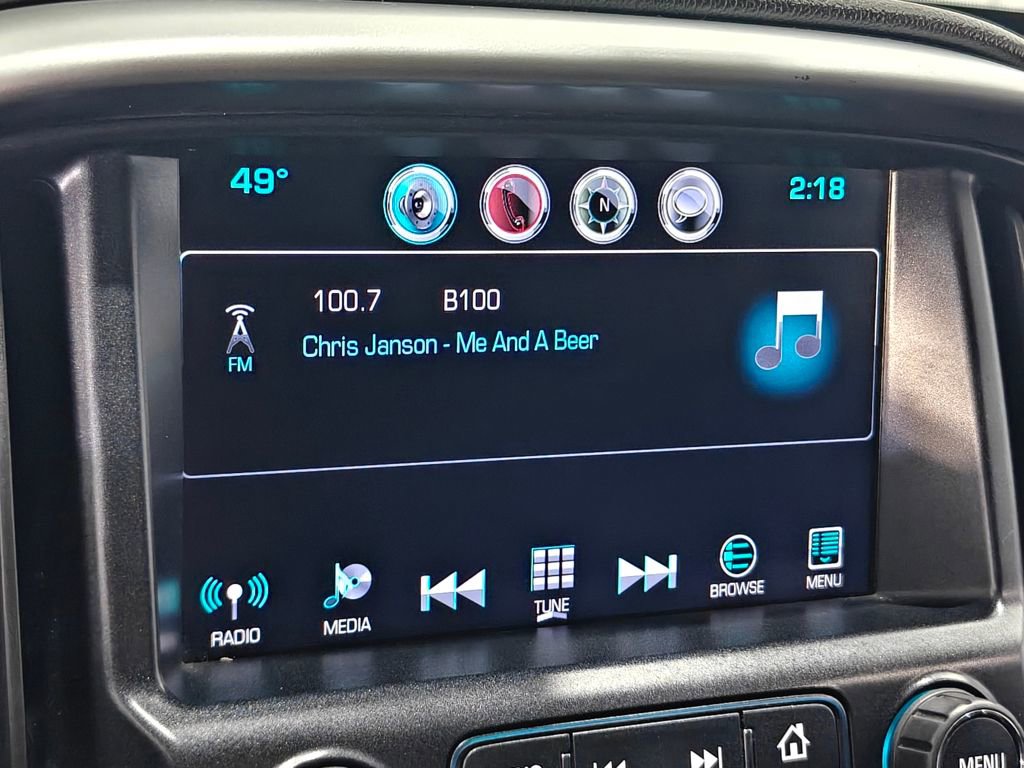 49° 2:18
N
100.7 B100
Chris Janson - Me And A Beer
FM
RADIO MEDIA TUNE BROWSE MENU
MENU